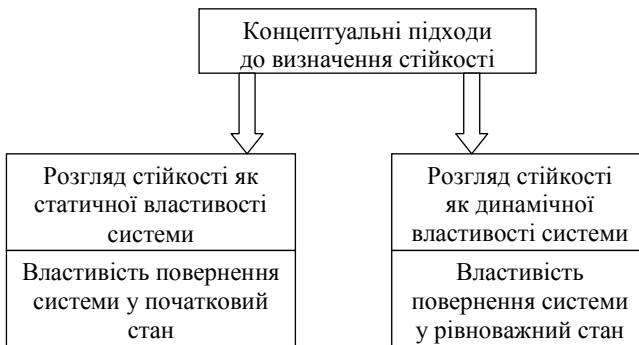 Концептуальні підходи
до визначення стійкості
Розгляд стійкості як
статичної властивості
системи
Властивість повернення
системи у початковий
стан
Розгляд стійкості
як динамічної
властивості системи
Властивість
повернення системи
у рівноважний стан